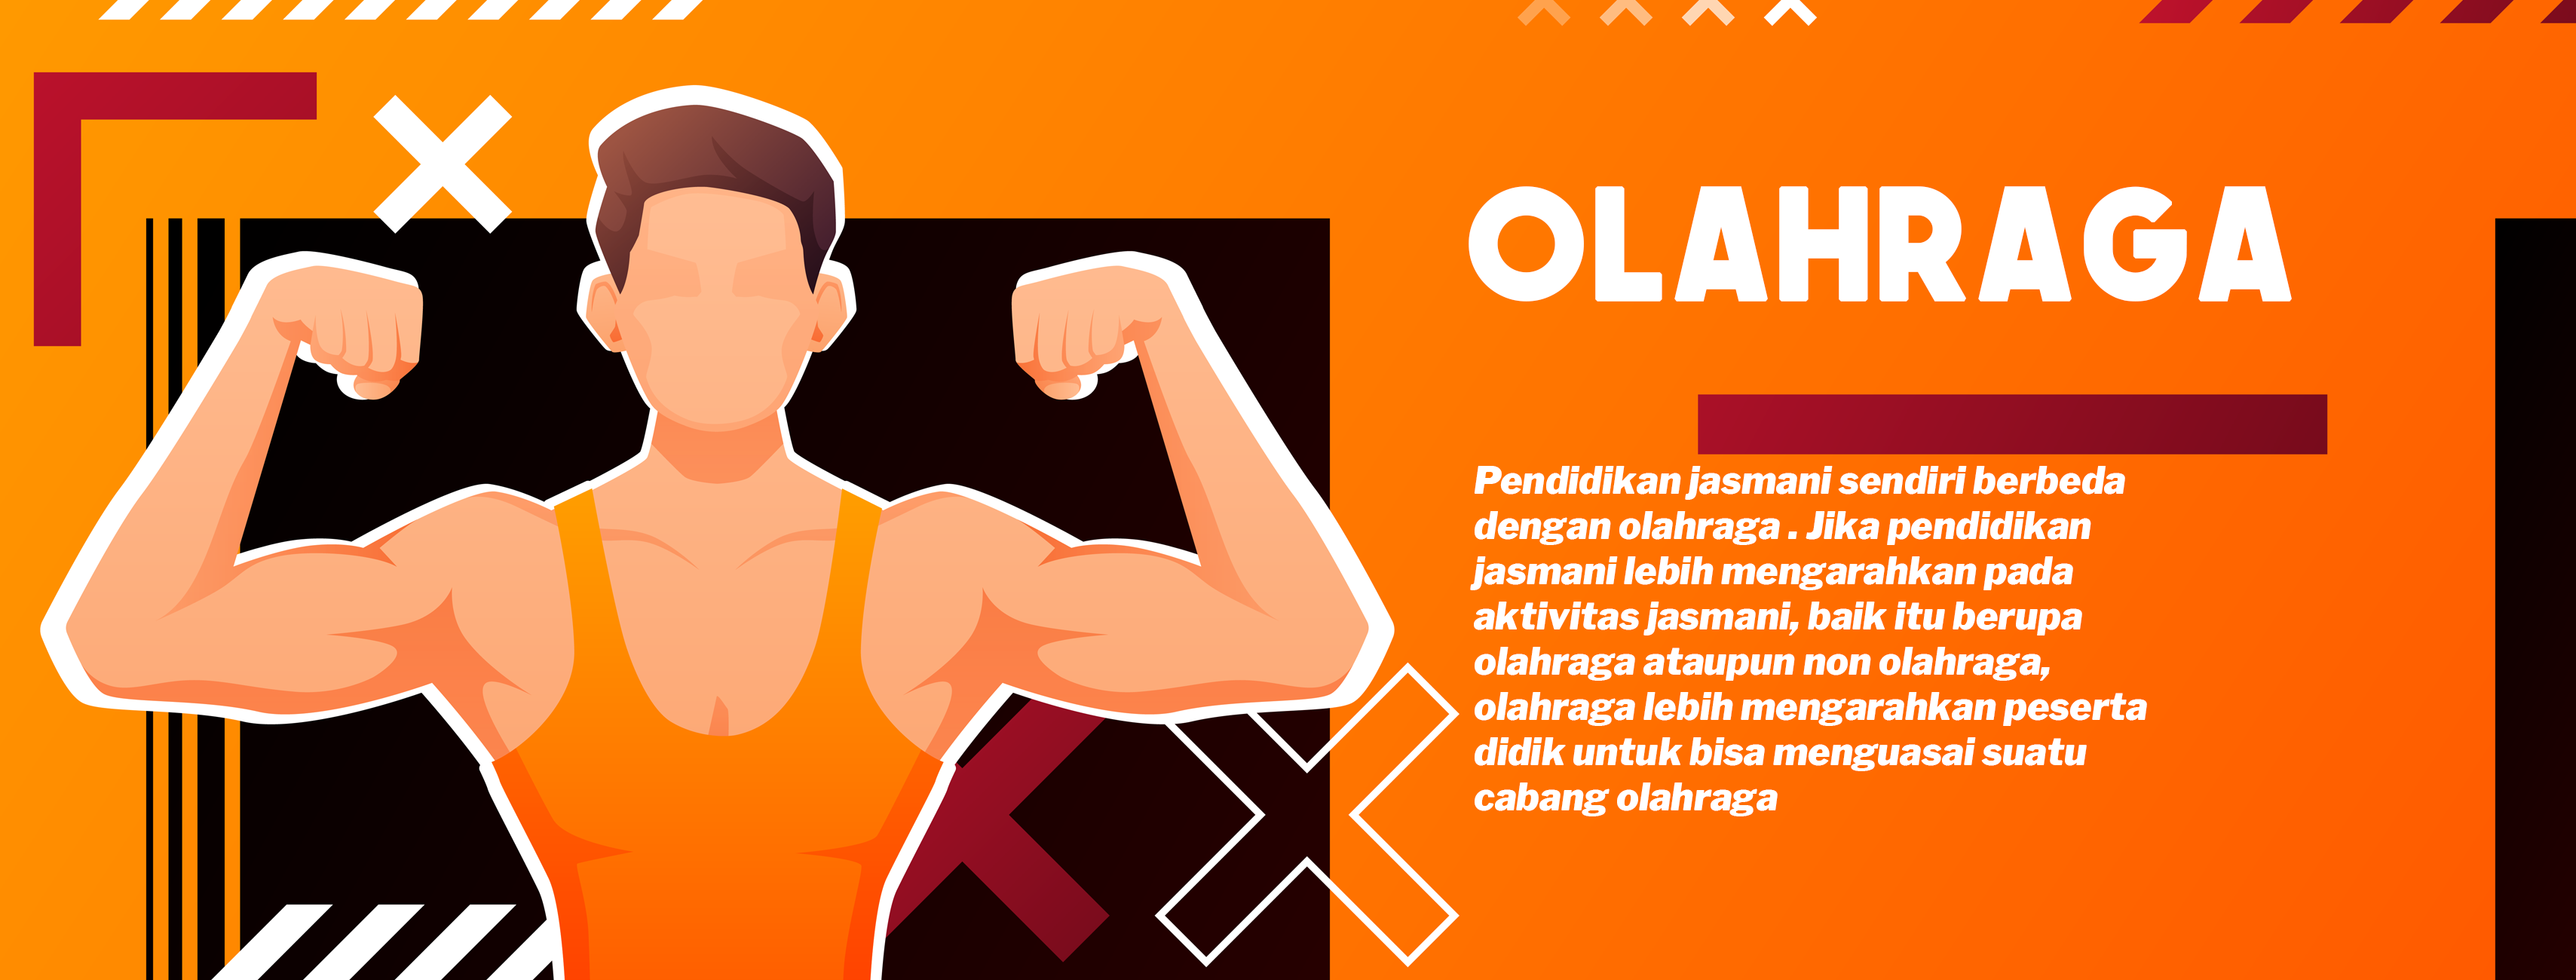 OLAHRAGA
Pendidikan jasmani sendiri berbeda
dengan olahraga . Jika pendidikan
jasmani lebih mengarahkan pada
aktivitas jasmani, baik itu berupa
olahraga ataupun non olahraga,
olahraga lebih mengarahkan peserta
didik untuk bisa menguasai suatu
cabang olahraga